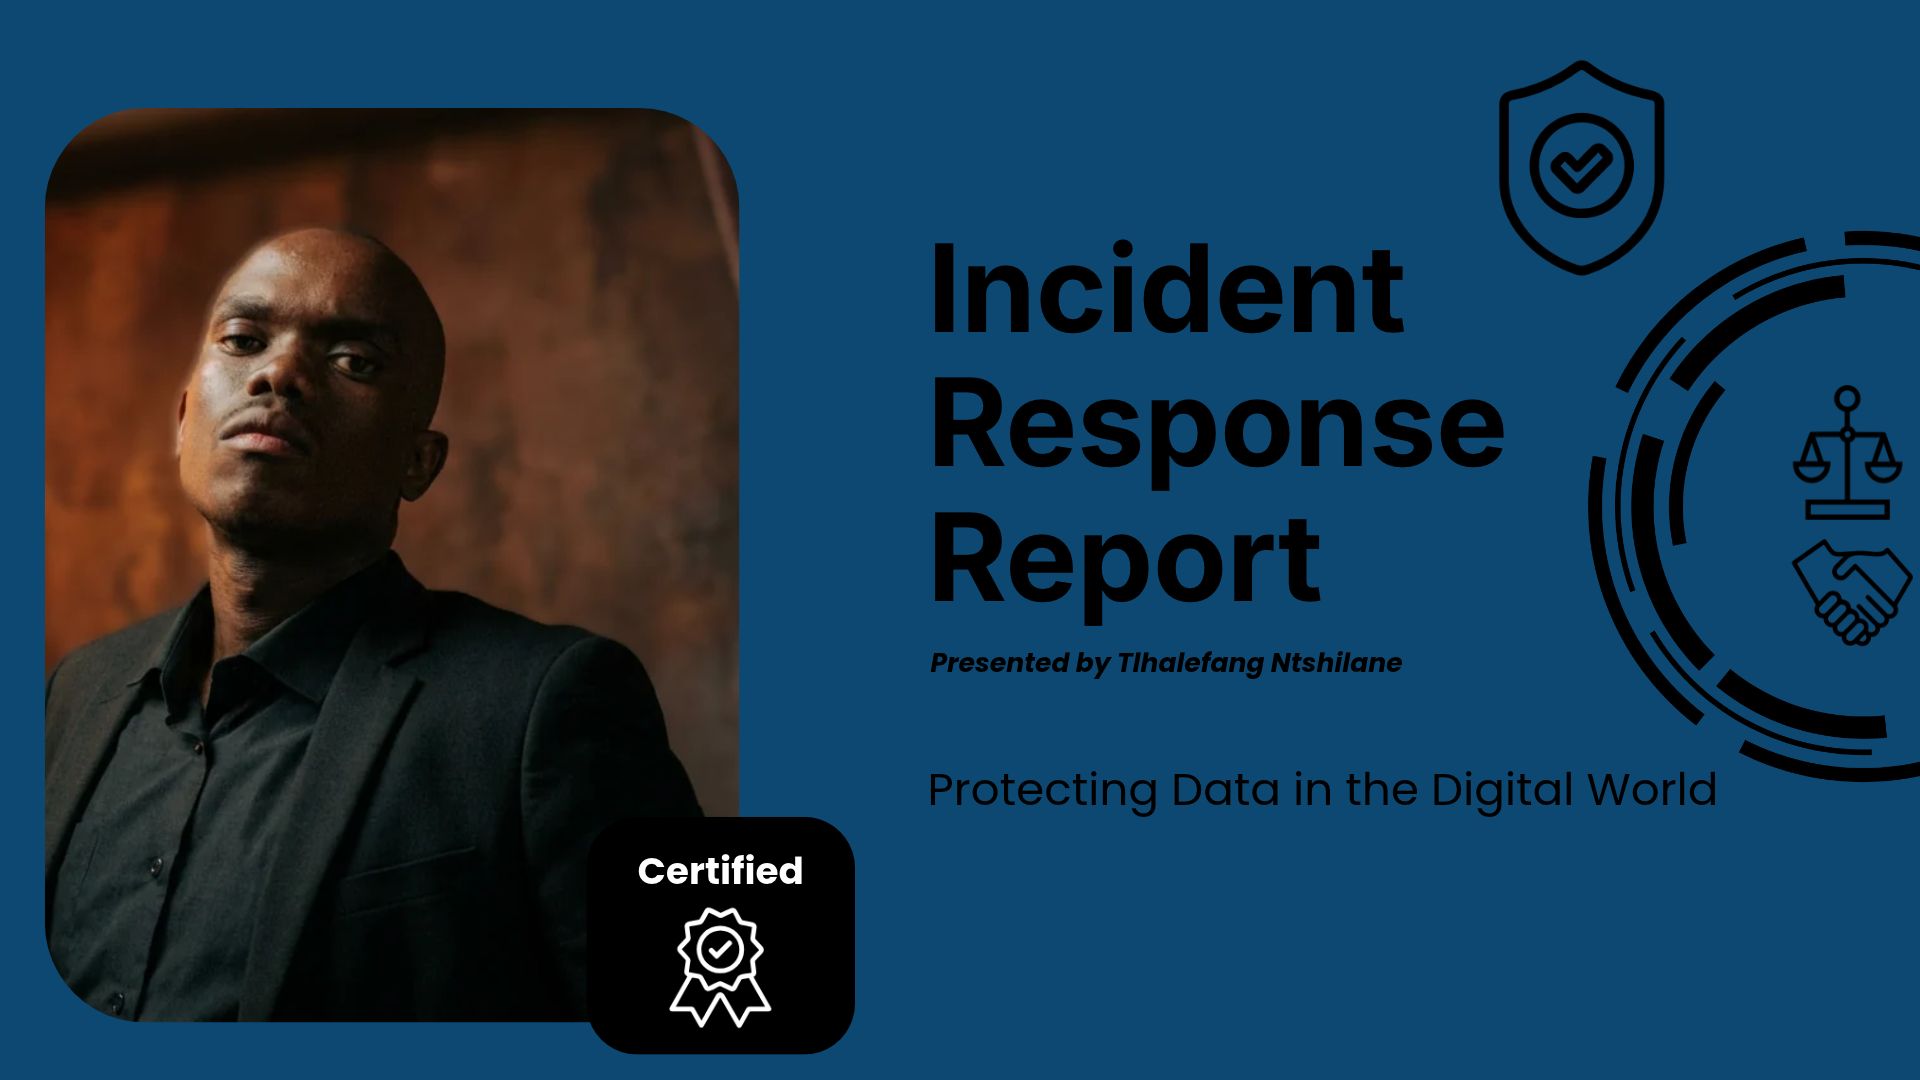 Incident
Response
Report
Presented by Tlhalefang Ntshilane
Protecting Data in the Digital World
Certified